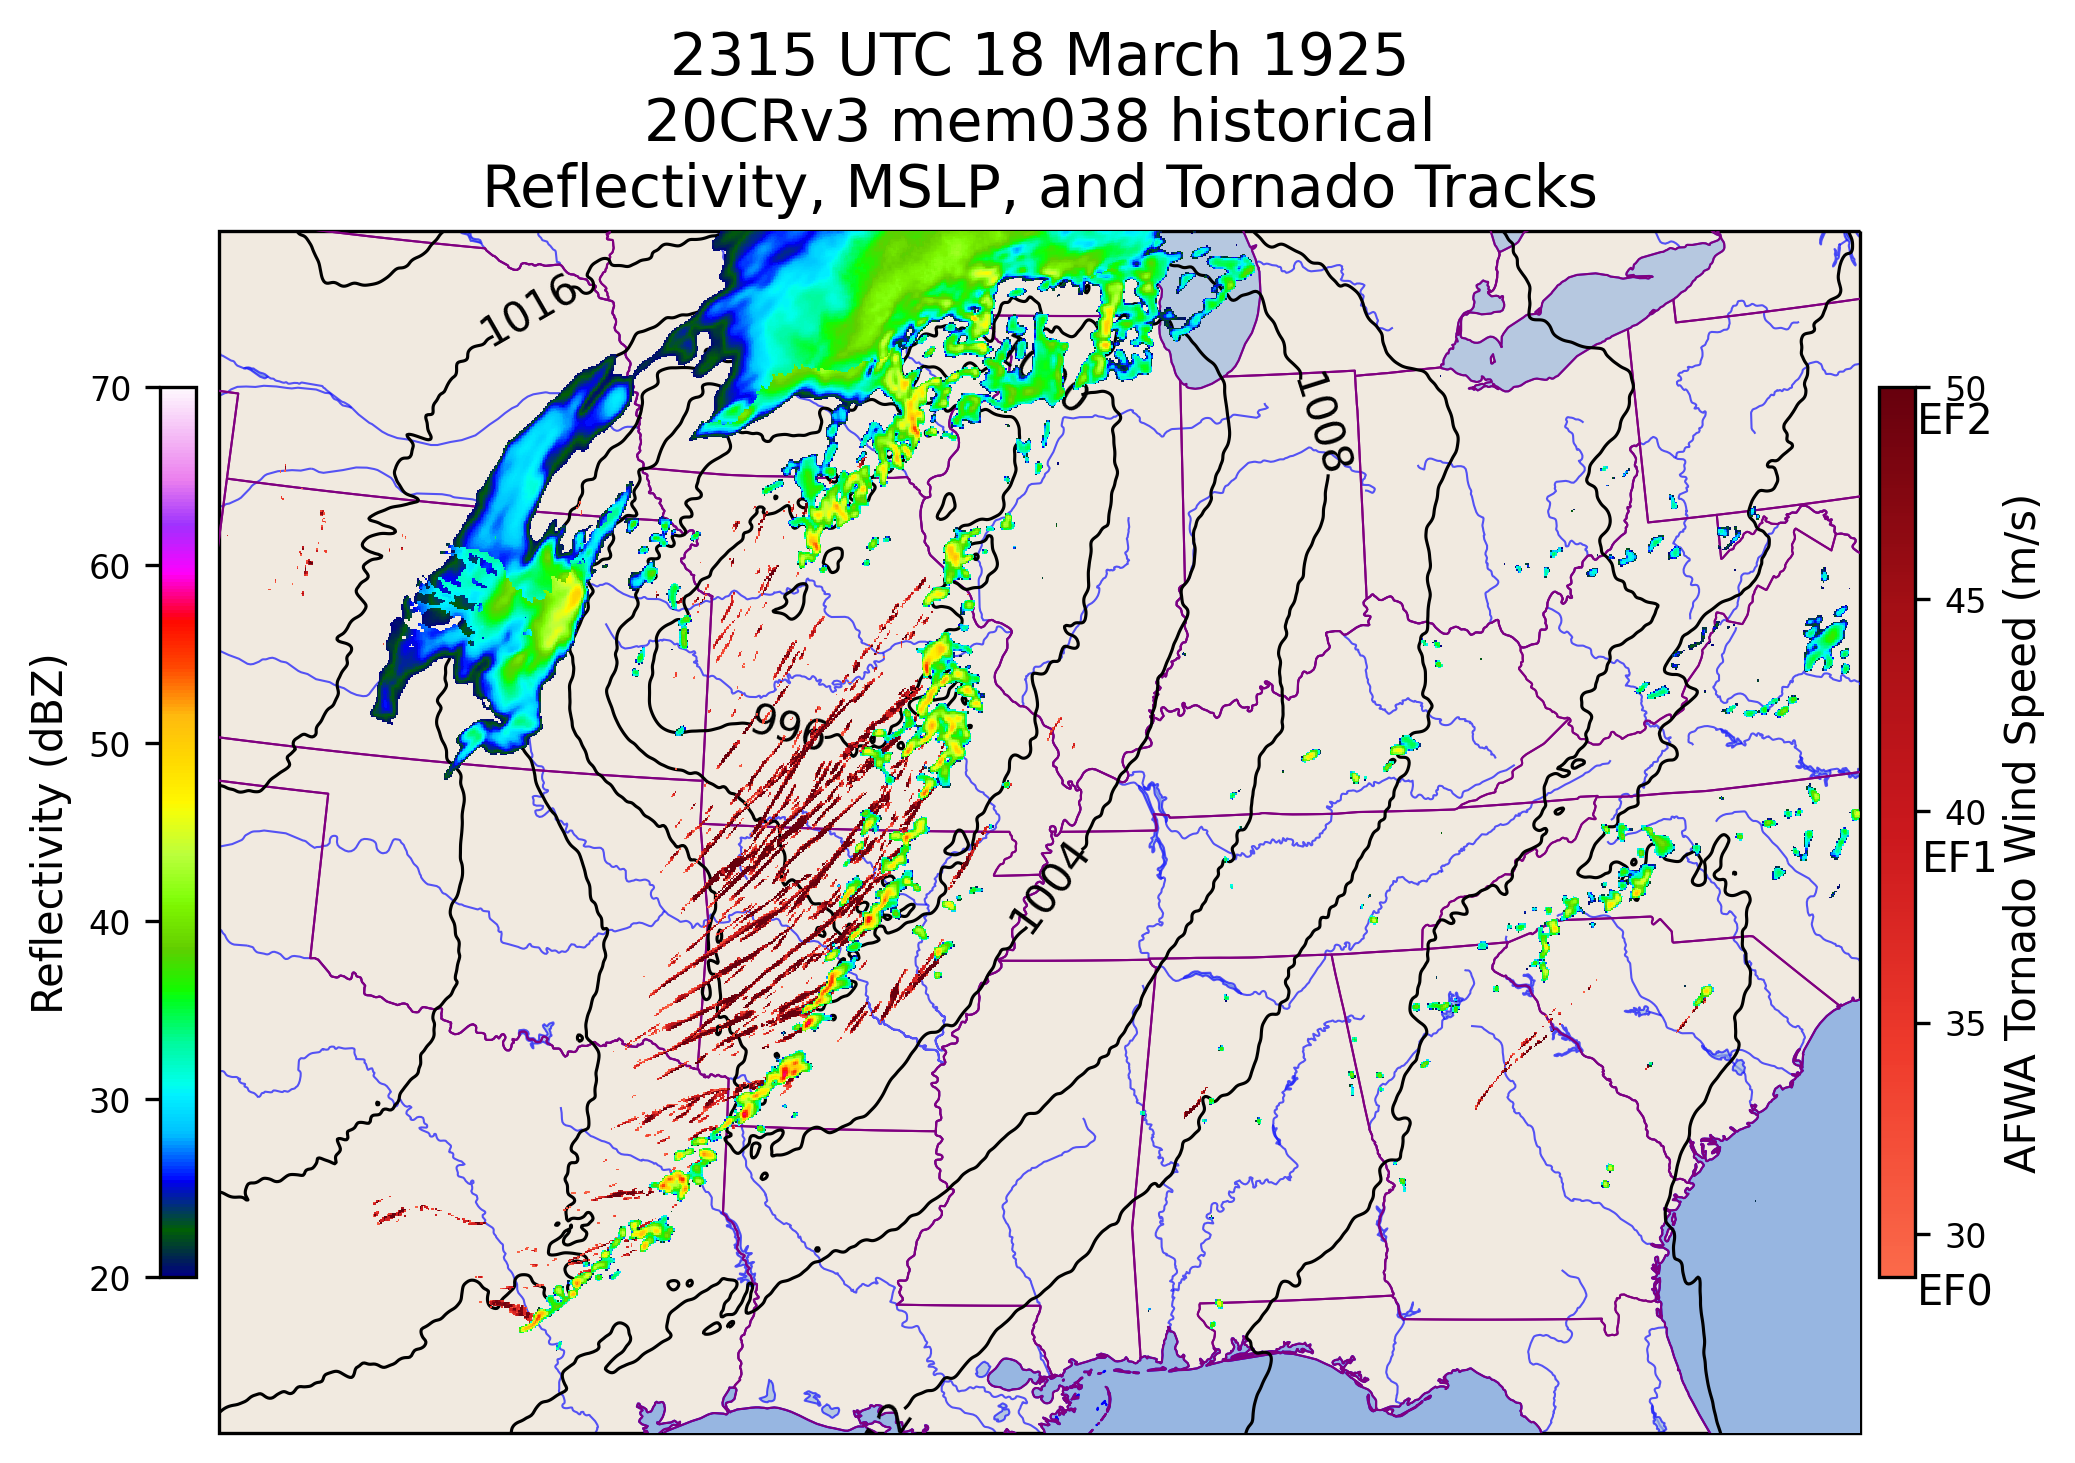 2315 UTC 18 March 1925
20CRv3 mem038 historical
Reflectivity, MSLP, and Tornado Tracks
1016
1008
996
1004
70
60
50
40
30
20
Reflectivity (dBZ)
50
EF2
45
40
EF1
35
30
EF0
AFWA Tornado Wind Speed (m/s)